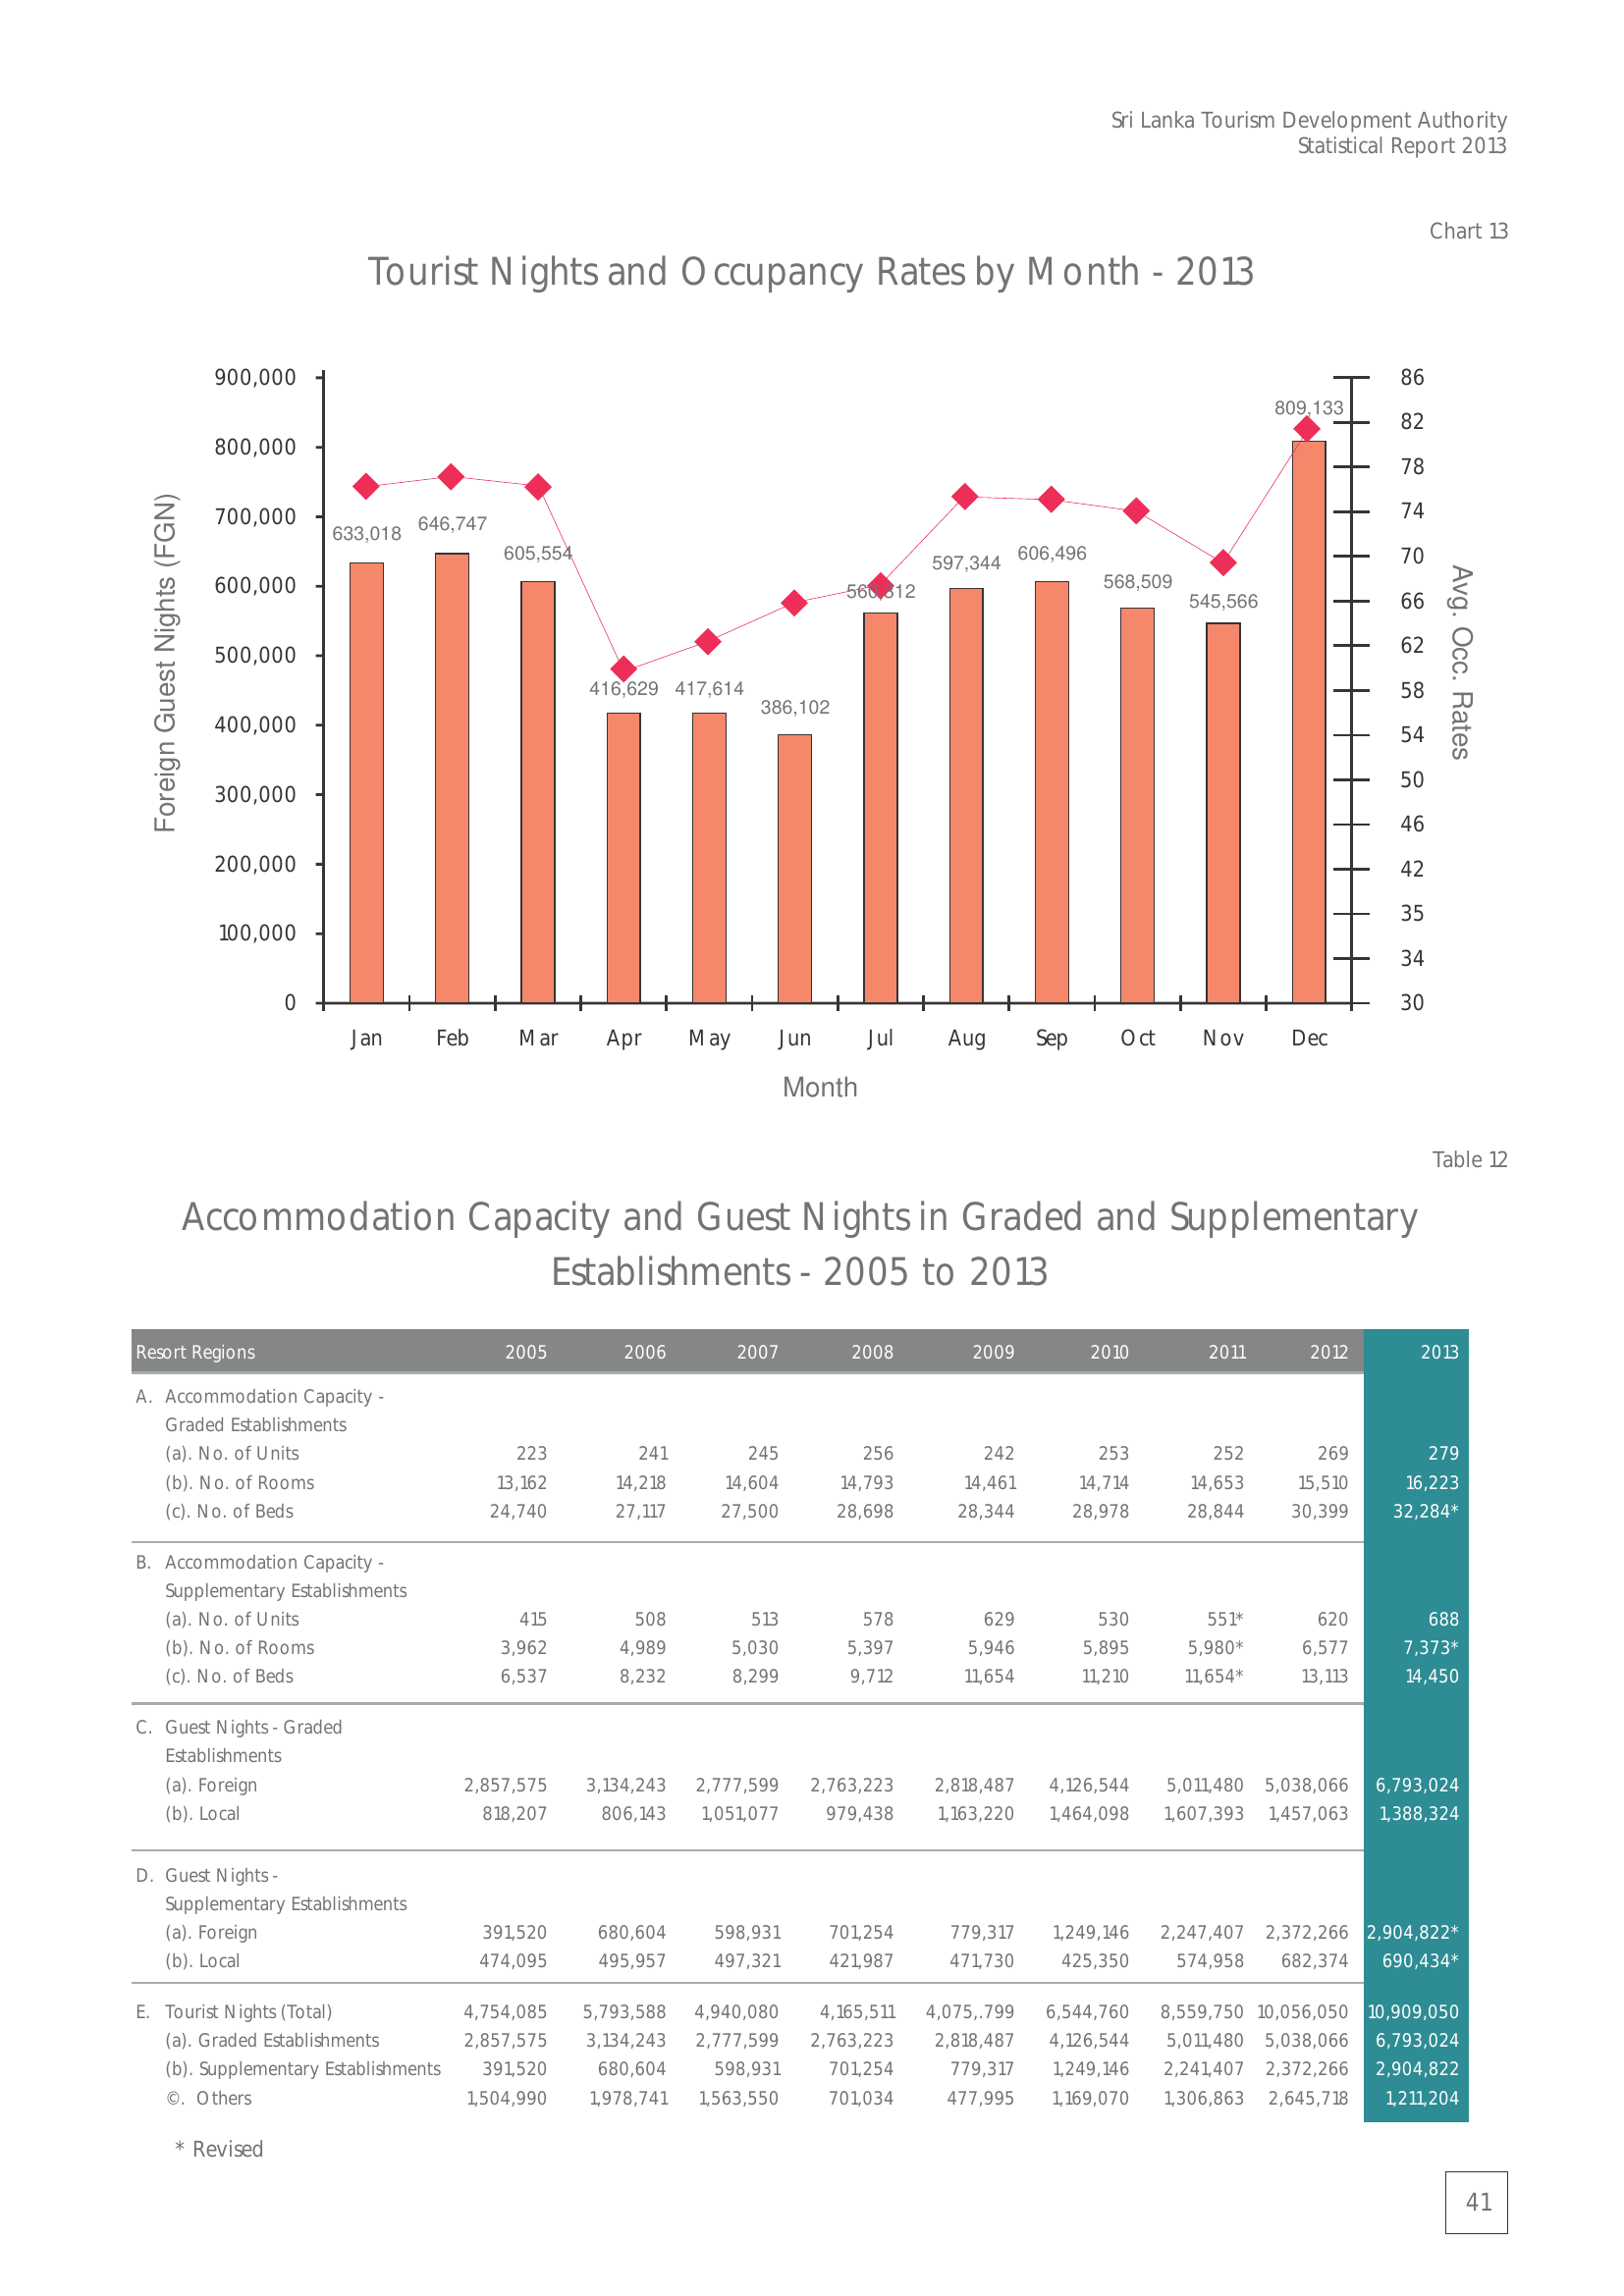 Sri Lanka Tourism Development Authority
Statistical Report 2013
Chart 13
Tourist Nights and Occupancy Rates by Month - 2013
900,000
800,000
700,000
600,000
500,000
400,000
300,000
200,000
100,000
0
Foreign Guest Nights (FGN)
633,018
646,747
605,554
416,629
417,614
386,102
597,344
606,496
568,509
545,566
809,133
86
82
78
74
70
66
62
58
54
50
46
42
35
34
30
Avg. Occ. Rates
Jan Feb Mar Apr May Jun Jul Aug Sep Oct Nov Dec
Month
Table 12
Accommodation Capacity and Guest Nights in Graded and Supplementary
Establishments - 2005 to 2013
Resort Regions 2005 2006 2007 2008 2009 2010 2011 2012 2013
A. Accommodation Capacity -
Graded Establishments
(a). No. of Units 223 241 245 256 242 253 252 269 279
(b). No. of Rooms 13,162 14,218 14,604 14,793 14,461 14,714 14,653 15,510 16,223
(c). No. of Beds 24,740 27,117 27,500 28,698 28,344 28,978 28,844 30,399 32,284*
B. Accommodation Capacity -
Supplementary Establishments
(a). No. of Units 415 508 513 578 629 530 551* 620 688
(b). No. of Rooms 3,962 4,989 5,030 5,397 5,946 5,895 5,980* 6,577 7,373*
(c). No. of Beds 6,537 8,232 8,299 9,712 11,654 11,210 11,654* 13,113 14,450
C. Guest Nights - Graded
Establishments
(a). Foreign 2,857,575 3,134,243 2,777,599 2,763,223 2,818,487 4,126,544 5,011,480 5,038,066 6,793,024
(b). Local 818,207 806,143 1,051,077 979,438 1,163,220 1,464,098 1,607,393 1,457,063 1,388,324
D. Guest Nights -
Supplementary Establishments
(a). Foreign 391,520 680,604 598,931 701,254 779,317 1,249,146 2,247,407 2,372,266 2,904,822*
(b). Local 474,095 495,957 497,321 421,987 471,730 425,350 574,958 682,374 690,434*
E. Tourist Nights (Total) 4,754,085 5,793,588 4,940,080 4,165,511 4,075,.799 6,544,760 8,559,750 10,056,050 10,909,050
(a). Graded Establishments 2,857,575 3,134,243 2,777,599 2,763,223 2,818,487 4,126,544 5,011,480 5,038,066 6,793,024
(b). Supplementary Establishments 391,520 680,604 598,931 701,254 779,317 1,249,146 2,241,407 2,372,266 2,904,822
©. Others 1,504,990 1,978,741 1,563,550 701,034 477,995 1,169,070 1,306,863 2,645,718 1,211,204
* Revised
41